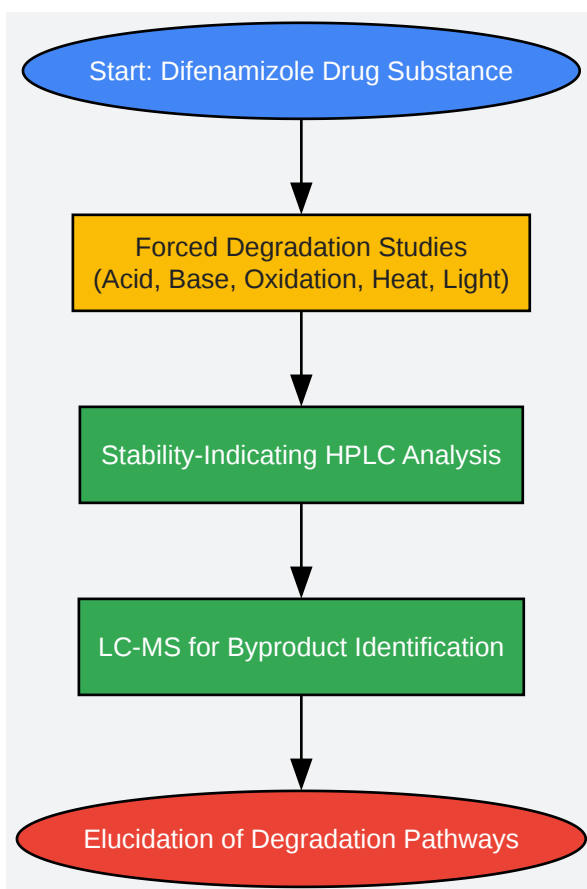 Start: Difenamizole Drug Substance
Forced Degradation Studies
(Acid, Base, Oxidation, Heat, Light)
Stability-Indicating HPLC Analysis
LC-MS for Byproduct Identification
Elucidation of Degradation Pathways